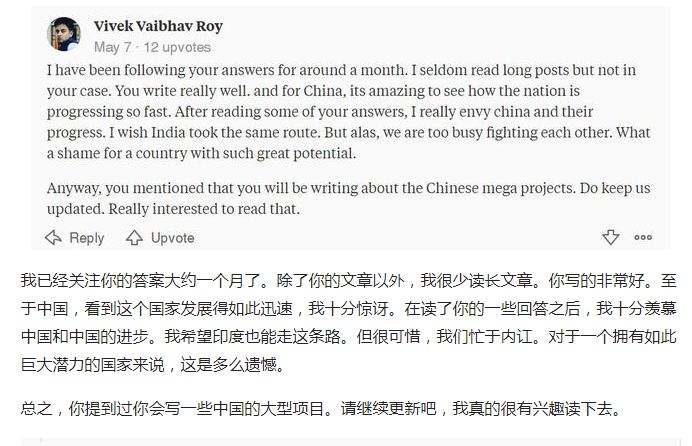 Vivek Vaibhav Roy
May 7 · 12 upvotes
I have been following your answers for around a month. I seldom read long posts but not in
your case. You write really well. and for China, its amazing to see how the nation is
progressing so fast. After reading some of your answers, I really envy china and their
progress. I wish India took the same route. But alas, we are too busy fighting each other. What
a shame for a country with such great potential.
Anyway, you mentioned that you will be writing about the Chinese mega projects. Do keep us
updated. Really interested to read that.
Reply Upvote
我已经关注你的答案大约一个月了。除了你的文章以外，我很少读长文章。你写的非常好。至
于中国，看到这个国家发展得如此迅速，我十分惊讶。在读了你的一些回答之后，我十分羡慕
中国和中国的进步。我希望印度也能走这条路。但很可惜，我们忙于内讧。对于一个拥有如此
巨大潜力的国家来说，这是多么遗憾。
总之，你提到过你会写一些中国的大型项目。请继续更新吧，我真的很有兴趣读下去。